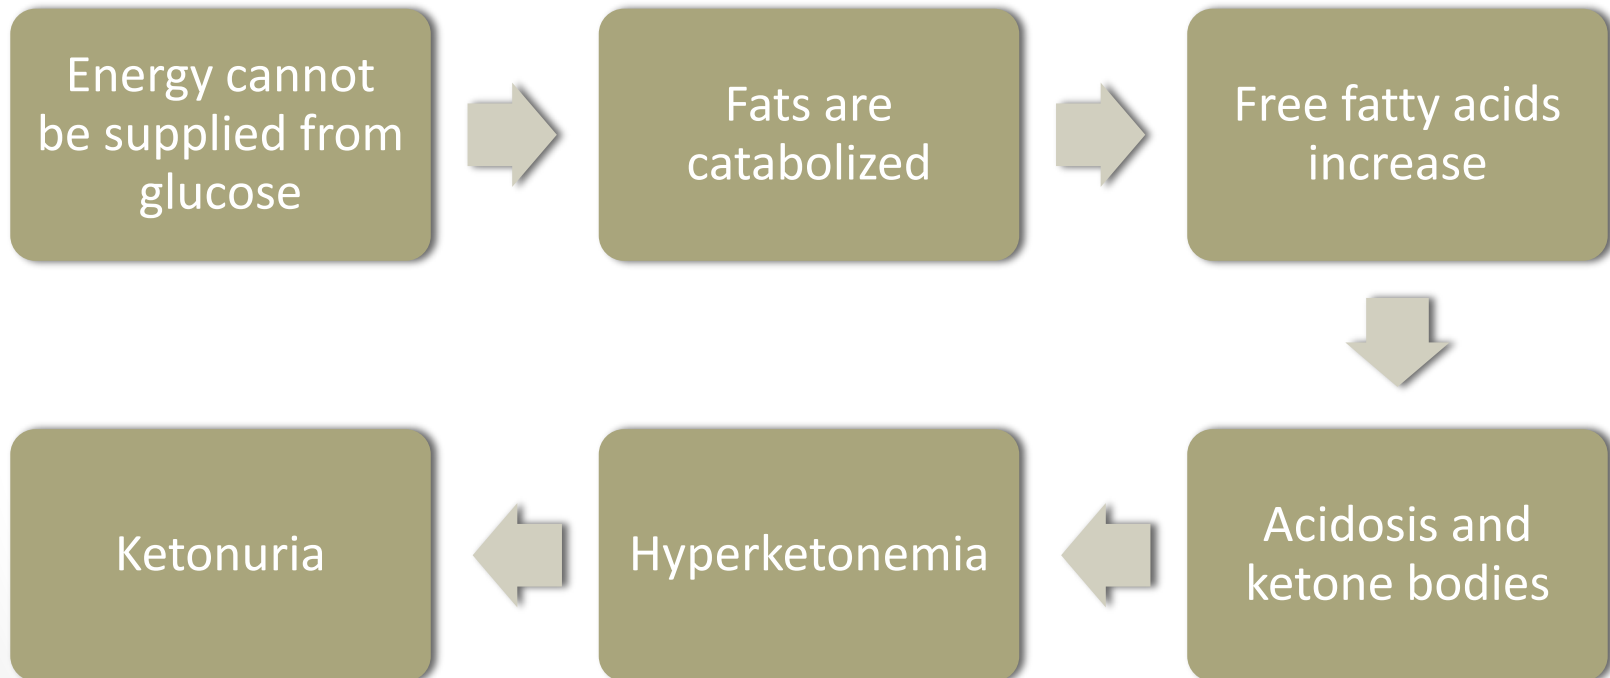 Energy cannot
be supplied from
glucose
Fats are
catabolized
Free fatty acids
increase
Acidosis and
ketone bodies
Hyperketonemia
Ketonuria